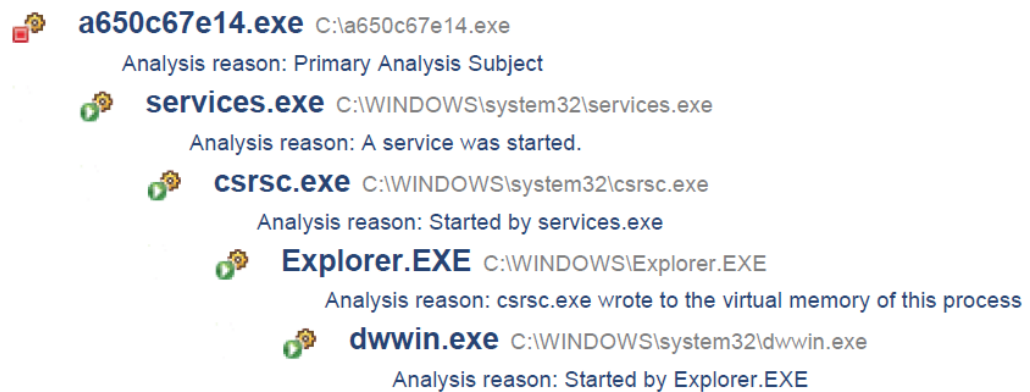 a650c67e14.exe C:\a650c67e14.exe
Analysis reason: Primary Analysis Subject
services.exe C:\WINDOWS\system32\services.exe
Analysis reason: A service was started.
csrsc.exe C:\WINDOWS\system32\csrsc.exe
Analysis reason: Started by services.exe
Explorer.EXE C:\WINDOWS\Explorer.EXE
Analysis reason: csrsc.exe wrote to the virtual memory of this process
dwwin.exe C:\WINDOWS\system32\dwwin.exe
Analysis reason: Started by Explorer.EXE